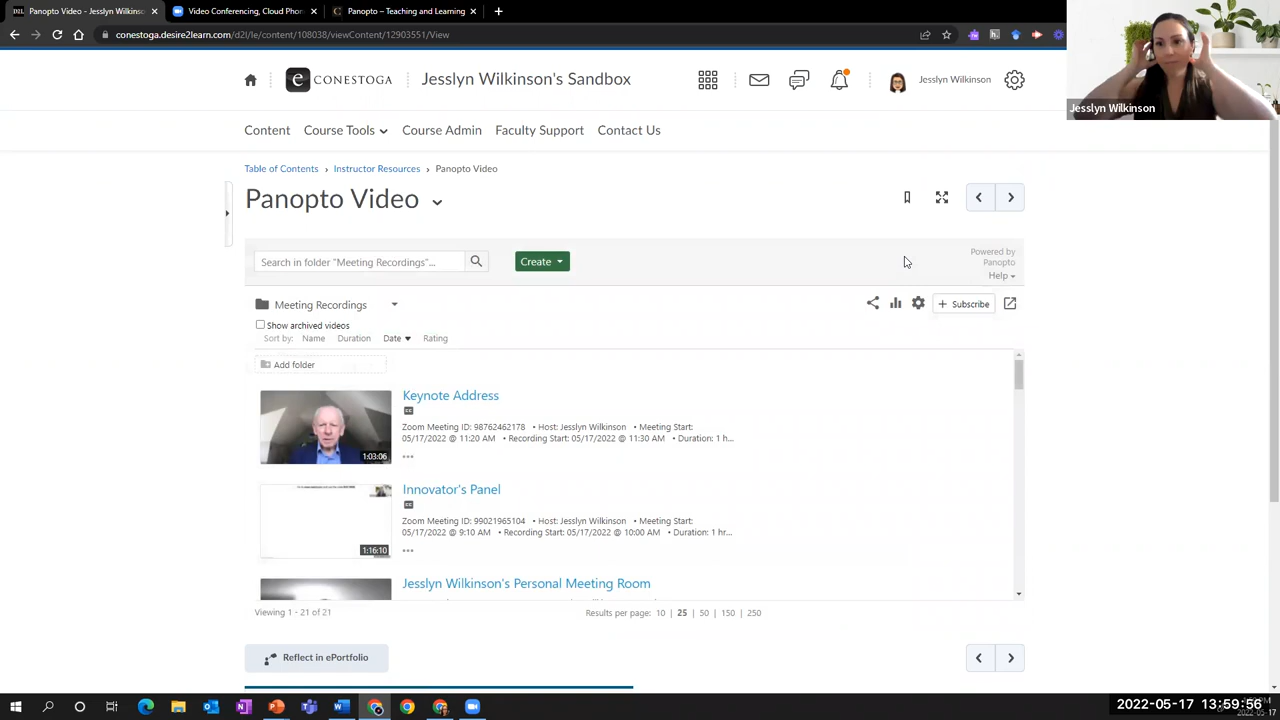 Panopto Video - Jesslyn Wilkinso
Video Conferencing, Cloud Phon
Panopto – Teaching and Learning
conestoga.desire2learn.com/d2l/le/content/108038/viewContent/12903551/View
CONESTOGA
Jesslyn Wilkinson's Sandbox
Jesslyn Wilkinson
Jesslyn Wilkinson
Content
Course Tools
Course Admin
Faculty Support
Contact Us
Table of Contents › Instructor Resources › Panopto Video
Panopto Video
Search in folder "Meeting Recordings"...
Create
Powered by
Panopto
Help
Meeting Recordings
+ Subscribe
Show archived videos
Sort by: Name Duration Date Rating
Add folder
Keynote Address
CC
Zoom Meeting ID: 98762462178 • Host: Jesslyn Wilkinson • Meeting Start:
05/17/2022 @ 11:20 AM • Recording Start: 05/17/2022 @ 11:30 AM • Duration: 1 h...
1:03:06
Innovator's Panel
CC
Zoom Meeting ID: 99021965104 • Host: Jesslyn Wilkinson • Meeting Start:
05/17/2022 @ 9:10 AM • Recording Start: 05/17/2022 @ 10:00 AM • Duration: 1 hr...
1:16:10
Jesslyn Wilkinson's Personal Meeting Room
Viewing 1 - 21 of 21
Results per page: 10 | 25 | 50 | 150 | 250
Reflect in ePortfolio
2022-05-17 13:59:56